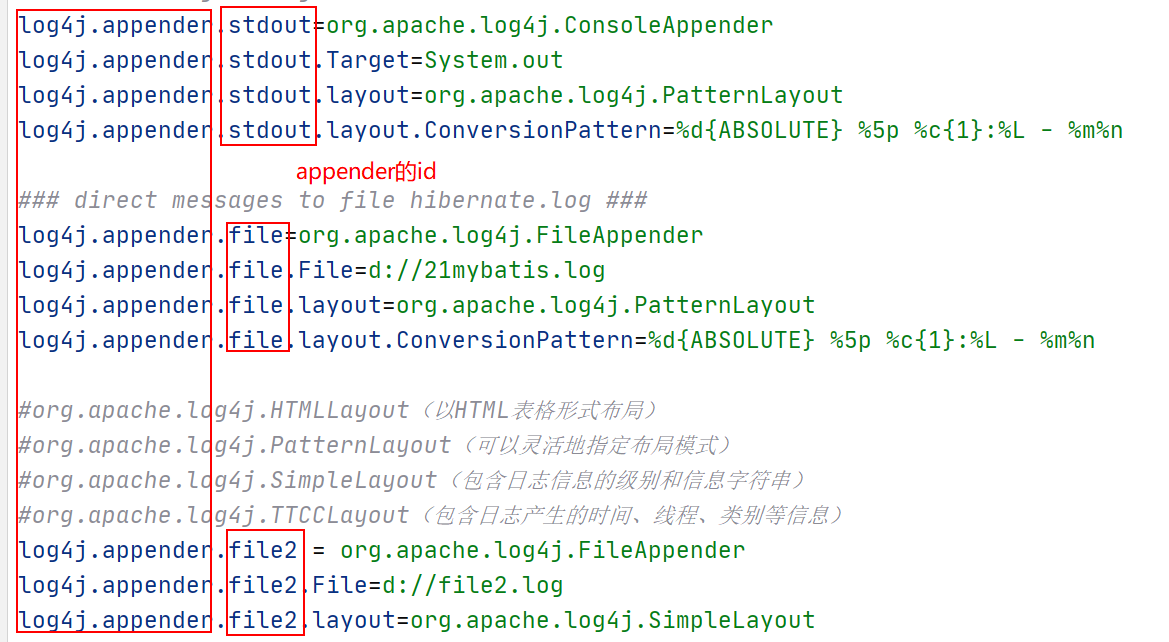 log4j.appender.stdout=org.apache.log4j.ConsoleAppender
log4j.appender.stdout.Target=System.out
log4j.appender.stdout.layout=org.apache.log4j.PatternLayout
log4j.appender.stdout.layout.ConversionPattern=%d{ABSOLUTE} %5p %c{1}:%L - %m%n
appender的id
### direct messages to file hibernate.log ###
log4j.appender.file=org.apache.log4j.FileAppender
log4j.appender.file.File=d://21mybatis.log
log4j.appender.file.layout=org.apache.log4j.PatternLayout
log4j.appender.file.layout.ConversionPattern=%d{ABSOLUTE} %5p %c{1}:%L - %m%n
#org.apache.log4j.HTMLLayout（以HTML表格形式布局）
#org.apache.log4j.PatternLayout（可以灵活地指定布局模式）
#org.apache.log4j.SimpleLayout（包含日志信息的级别和信息字符串）
#org.apache.log4j.TTCCLayout（包含日志产生的时间、线程、类别等信息）
log4j.appender.file2 = org.apache.log4j.FileAppender
log4j.appender.file2.File=d://file2.log
log4j.appender.file2.layout=org.apache.log4j.SimpleLayout